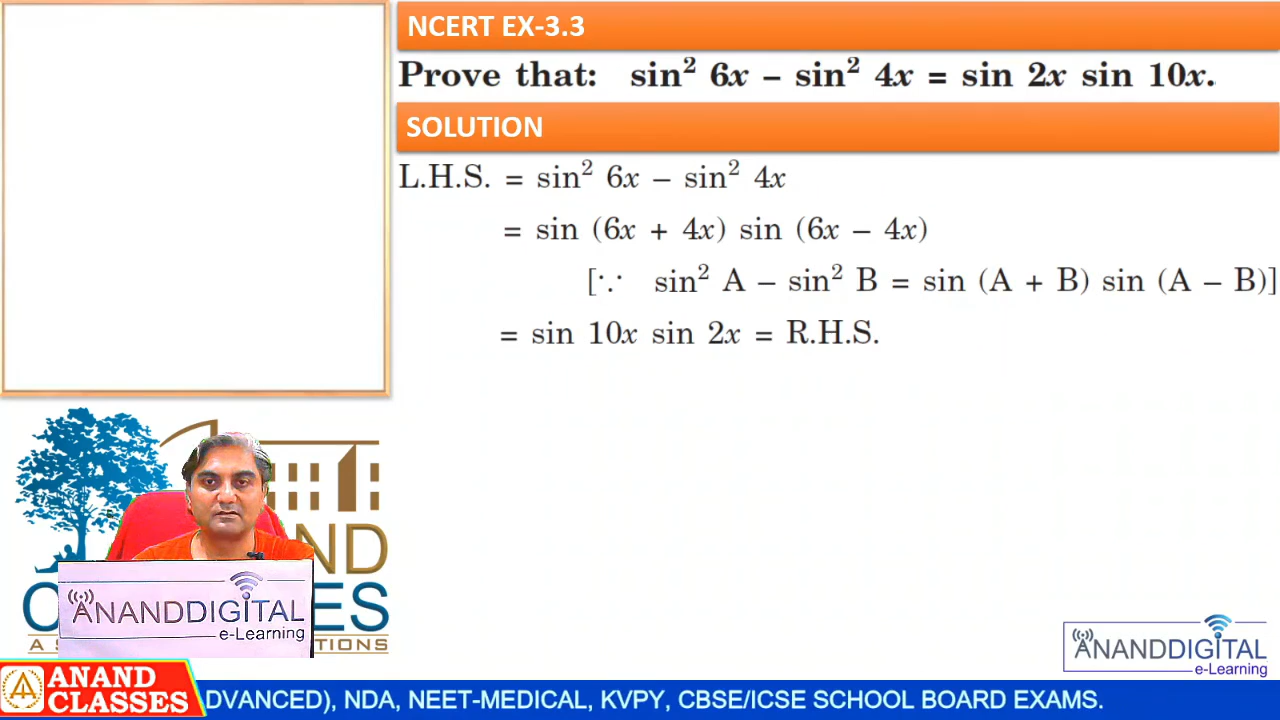 NCERT EX-3.3
Prove that: sin² 6x – sin² 4x = sin 2x sin 10x.
SOLUTION
L.H.S. = sin² 6x – sin² 4x
= sin (6x + 4x) sin (6x – 4x)
[∵ sin² A – sin² B = sin (A + B) sin (A – B)]
= sin 10x sin 2x = R.H.S.
ANANDDIGITAL
e-Learning
ANANDDIGITAL
e-Learning
ANAND
CLASSES
DVANCED), NDA, NEET-MEDICAL, KVPY, CBSE/ICSE SCHOOL BOARD EXAMS.